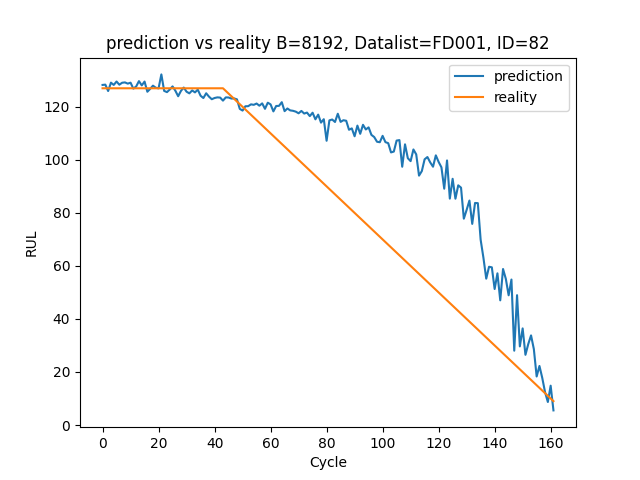 prediction vs reality B=8192, Datalist=FD001, ID=82
prediction
reality
RUL
120
100
80
60
40
20
0
0 20 40 60 80 100 120 140 160
Cycle